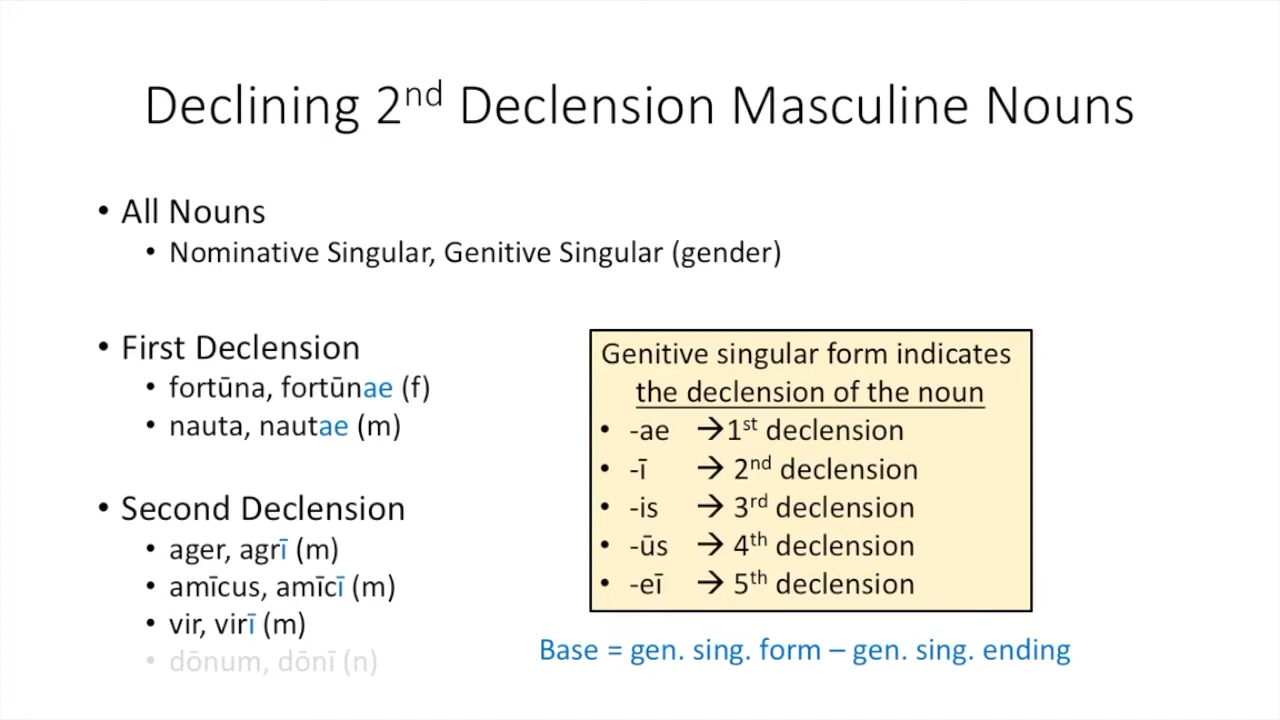 Declining 2nd Declension Masculine Nouns
• All Nouns
• Nominative Singular, Genitive Singular (gender)
• First Declension
• fortūna, fortūnae (f)
• nauta, nautae (m)
• Second Declension
• ager, agrī (m)
• amīcus, amīcī (m)
• vir, virī (m)
• dōnum, dōnī (n)
Genitive singular form indicates
the declension of the noun
• -ae → 1st declension
• -ī → 2nd declension
• -is → 3rd declension
• -ūs → 4th declension
• -eī → 5th declension
Base = gen. sing. form – gen. sing. ending